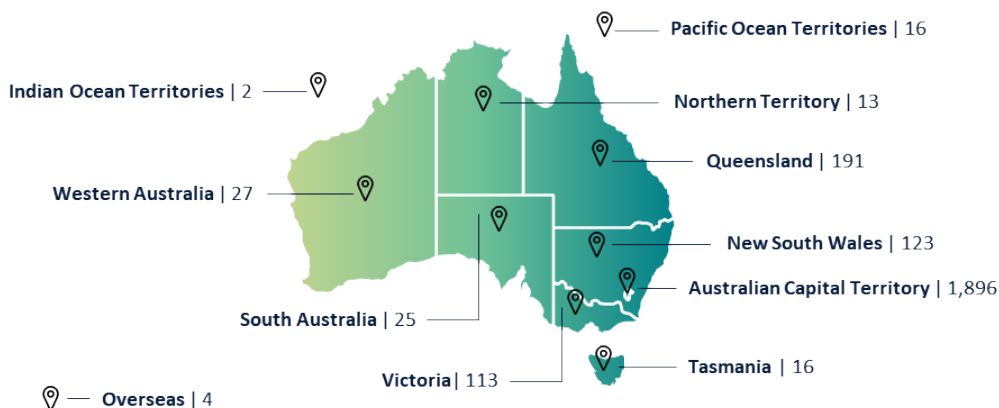 Pacific Ocean Territories | 16
Indian Ocean Territories | 2
Northern Territory | 13
Queensland | 191
Western Australia | 27
New South Wales | 123
Australian Capital Territory | 1,896
South Australia | 25
Tasmania | 16
Victoria| 113
Overseas | 4